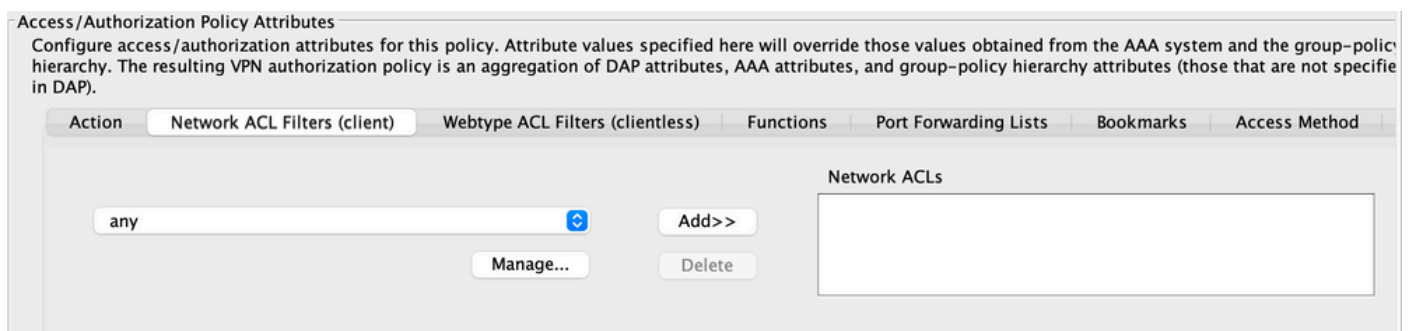 Access/Authorization Policy Attributes
Configure access/authorization attributes for this policy. Attribute values specified here will override those values obtained from the AAA system and the group-policy
hierarchy. The resulting VPN authorization policy is an aggregation of DAP attributes, AAA attributes, and group-policy hierarchy attributes (those that are not specifie
in DAP).
Action Network ACL Filters (client) Webtype ACL Filters (clientless) Functions Port Forwarding Lists Bookmarks Access Method
Network ACLs
any Add>>
Manage... Delete